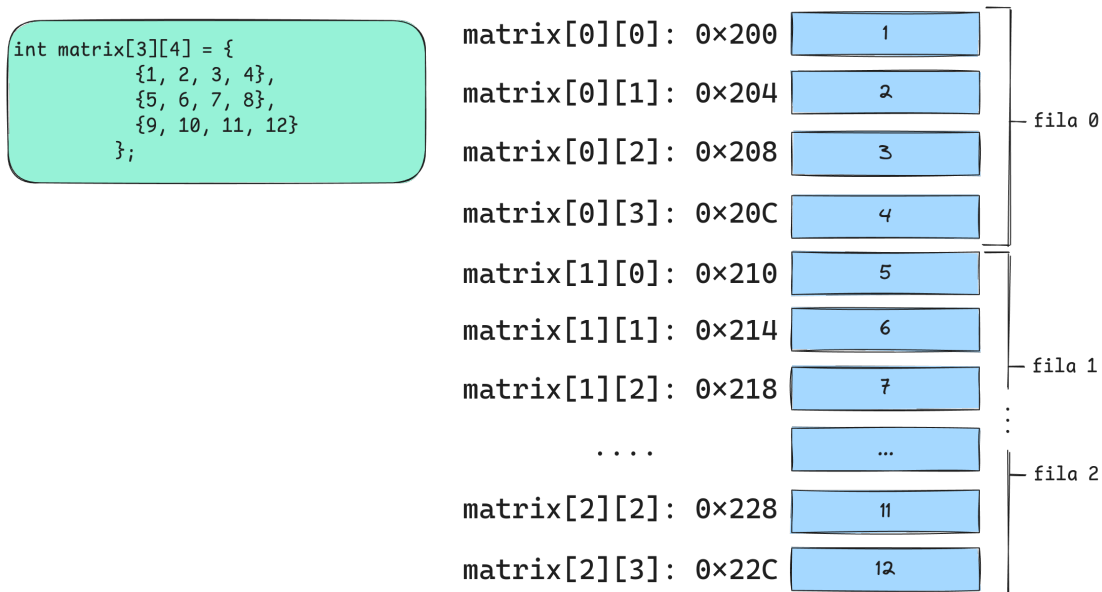 int matrix[3][4] = {
{1, 2, 3, 4},
{5, 6, 7, 8},
{9, 10, 11, 12}
};
matrix[0][0]: 0×200 1
matrix[0][1]: 0×204 2
matrix[0][2]: 0×208 3
matrix[0][3]: 0×20C 4
fila 0
matrix[1][0]: 0×210 5
matrix[1][1]: 0×214 6
matrix[1][2]: 0×218 7
fila 1
.... ...
...
matrix[2][2]: 0×228 11
matrix[2][3]: 0×22C 12
fila 2